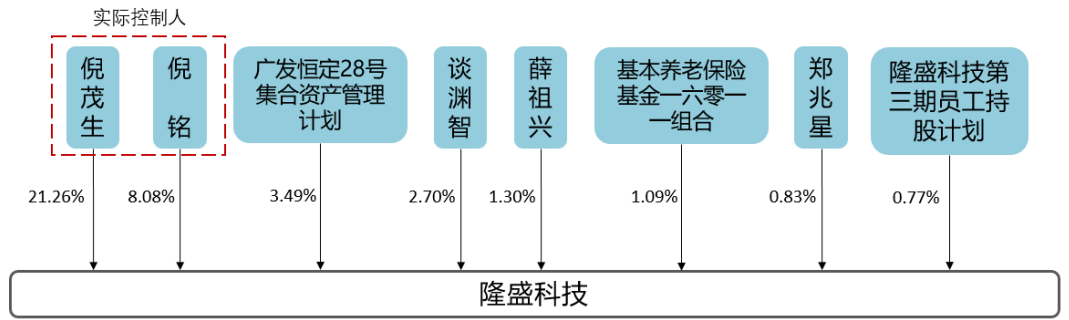 实际控制人
倪茂生
倪 铭
广发恒定28号
集合资产管理
计划
谈渊智
薛祖兴
基本养老保险
基金一六零一
一组合
郑兆星
隆盛科技第
三期员工持
股计划
21.26%
8.08%
3.49%
2.70%
1.30%
1.09%
0.83%
0.77%
隆盛科技